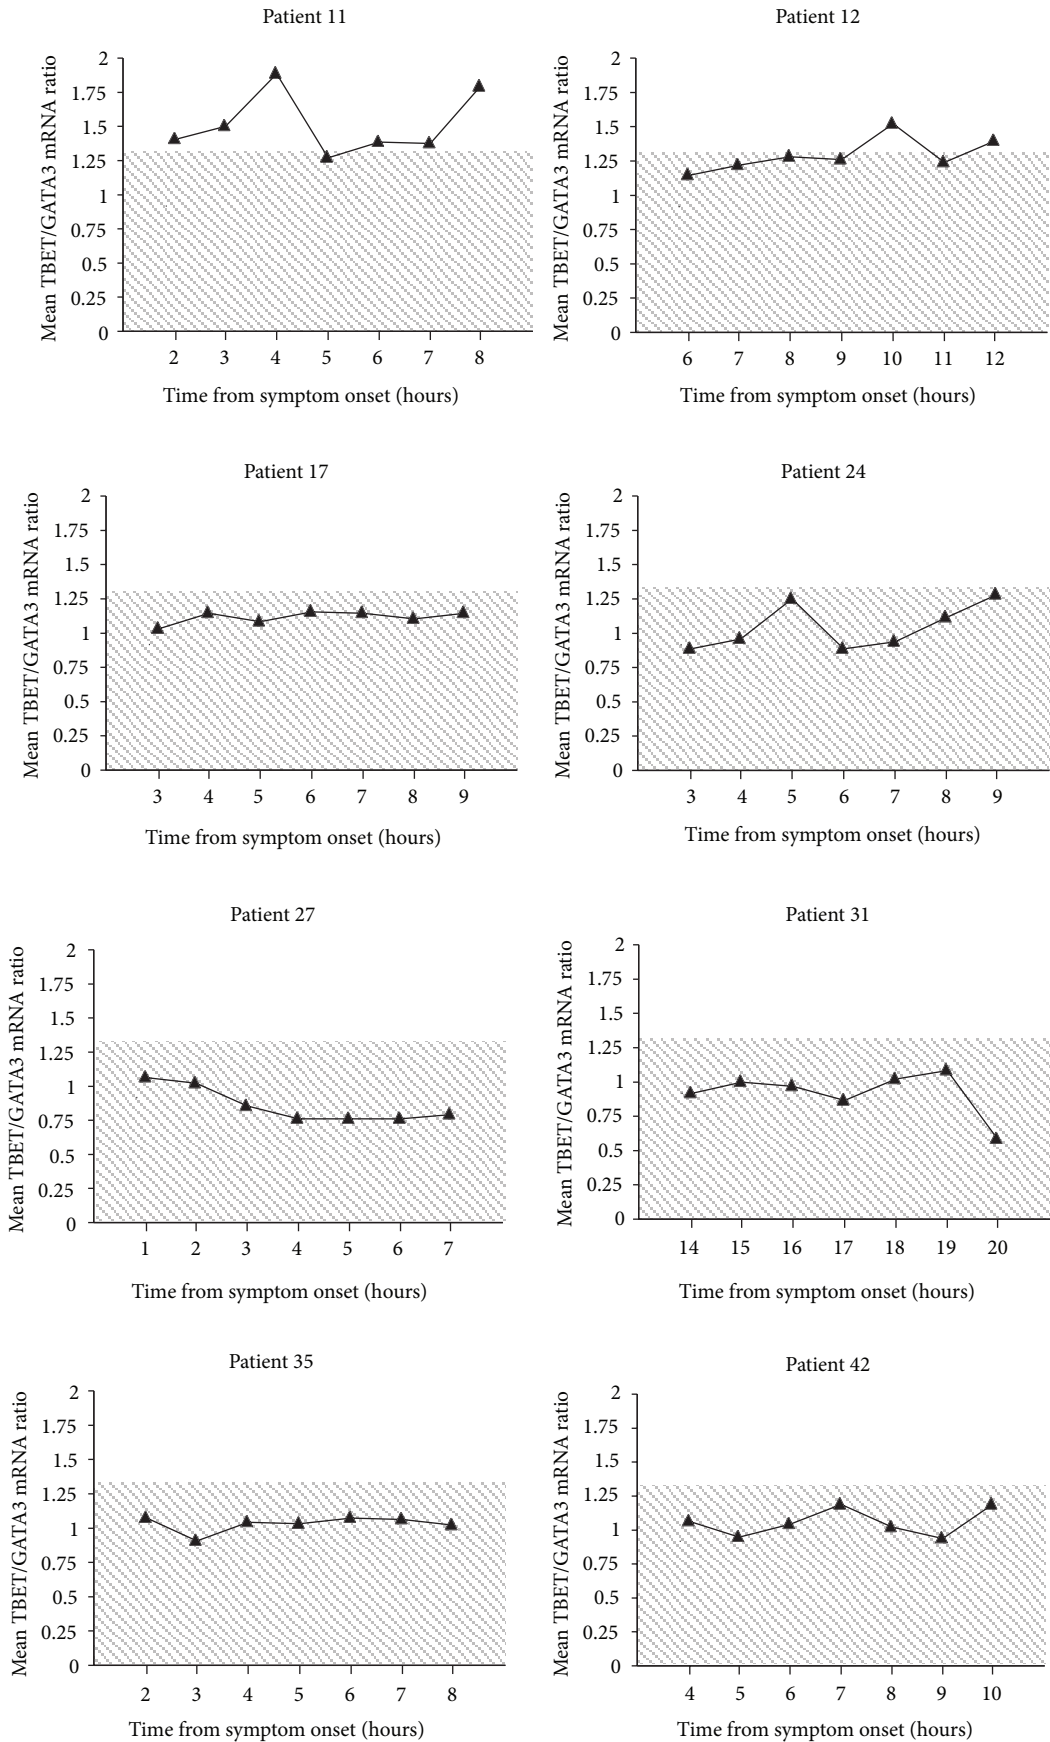 Patient 11
Mean TBET/GATA3 mRNA ratio
2
1.75
1.5
1.25
1
0.75
0.5
0.25
0
2 3 4 5 6 7 8
Time from symptom onset (hours)
Patient 12
Mean TBET/GATA3 mRNA ratio
2
1.75
1.5
1.25
1
0.75
0.5
0.25
0
6 7 8 9 10 11 12
Time from symptom onset (hours)
Patient 17
Mean TBET/GATA3 mRNA ratio
2
1.75
1.5
1.25
1
0.75
0.5
0.25
0
3 4 5 6 7 8 9
Time from symptom onset (hours)
Patient 24
Mean TBET/GATA3 mRNA ratio
2
1.75
1.5
1.25
1
0.75
0.5
0.25
0
3 4 5 6 7 8 9
Time from symptom onset (hours)
Patient 27
Mean TBET/GATA3 mRNA ratio
2
1.75
1.5
1.25
1
0.75
0.5
0.25
0
1 2 3 4 5 6 7
Time from symptom onset (hours)
Patient 31
Mean TBET/GATA3 mRNA ratio
2
1.75
1.5
1.25
1
0.75
0.5
0.25
0
14 15 16 17 18 19 20
Time from symptom onset (hours)
Patient 35
Mean TBET/GATA3 mRNA ratio
2
1.75
1.5
1.25
1
0.75
0.5
0.25
0
2 3 4 5 6 7 8
Time from symptom onset (hours)
Patient 42
Mean TBET/GATA3 mRNA ratio
2
1.75
1.5
1.25
1
0.75
0.5
0.25
0
4 5 6 7 8 9 10
Time from symptom onset (hours)